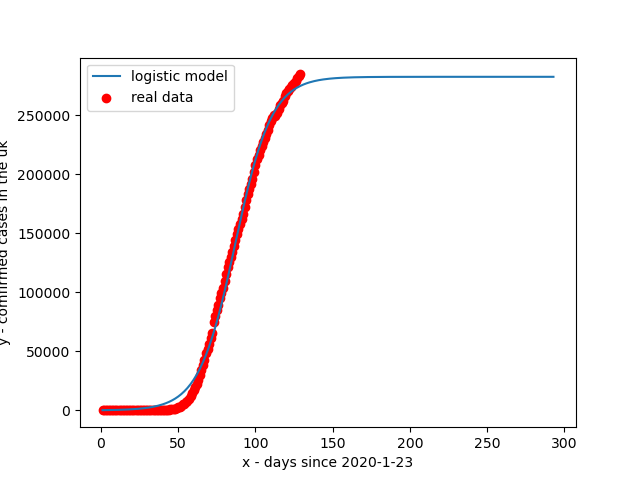 logistic model
real data
250000
200000
150000
100000
50000
0
y - comfirmed cases in the uk
0 50 100 150 200 250 300
x - days since 2020-1-23